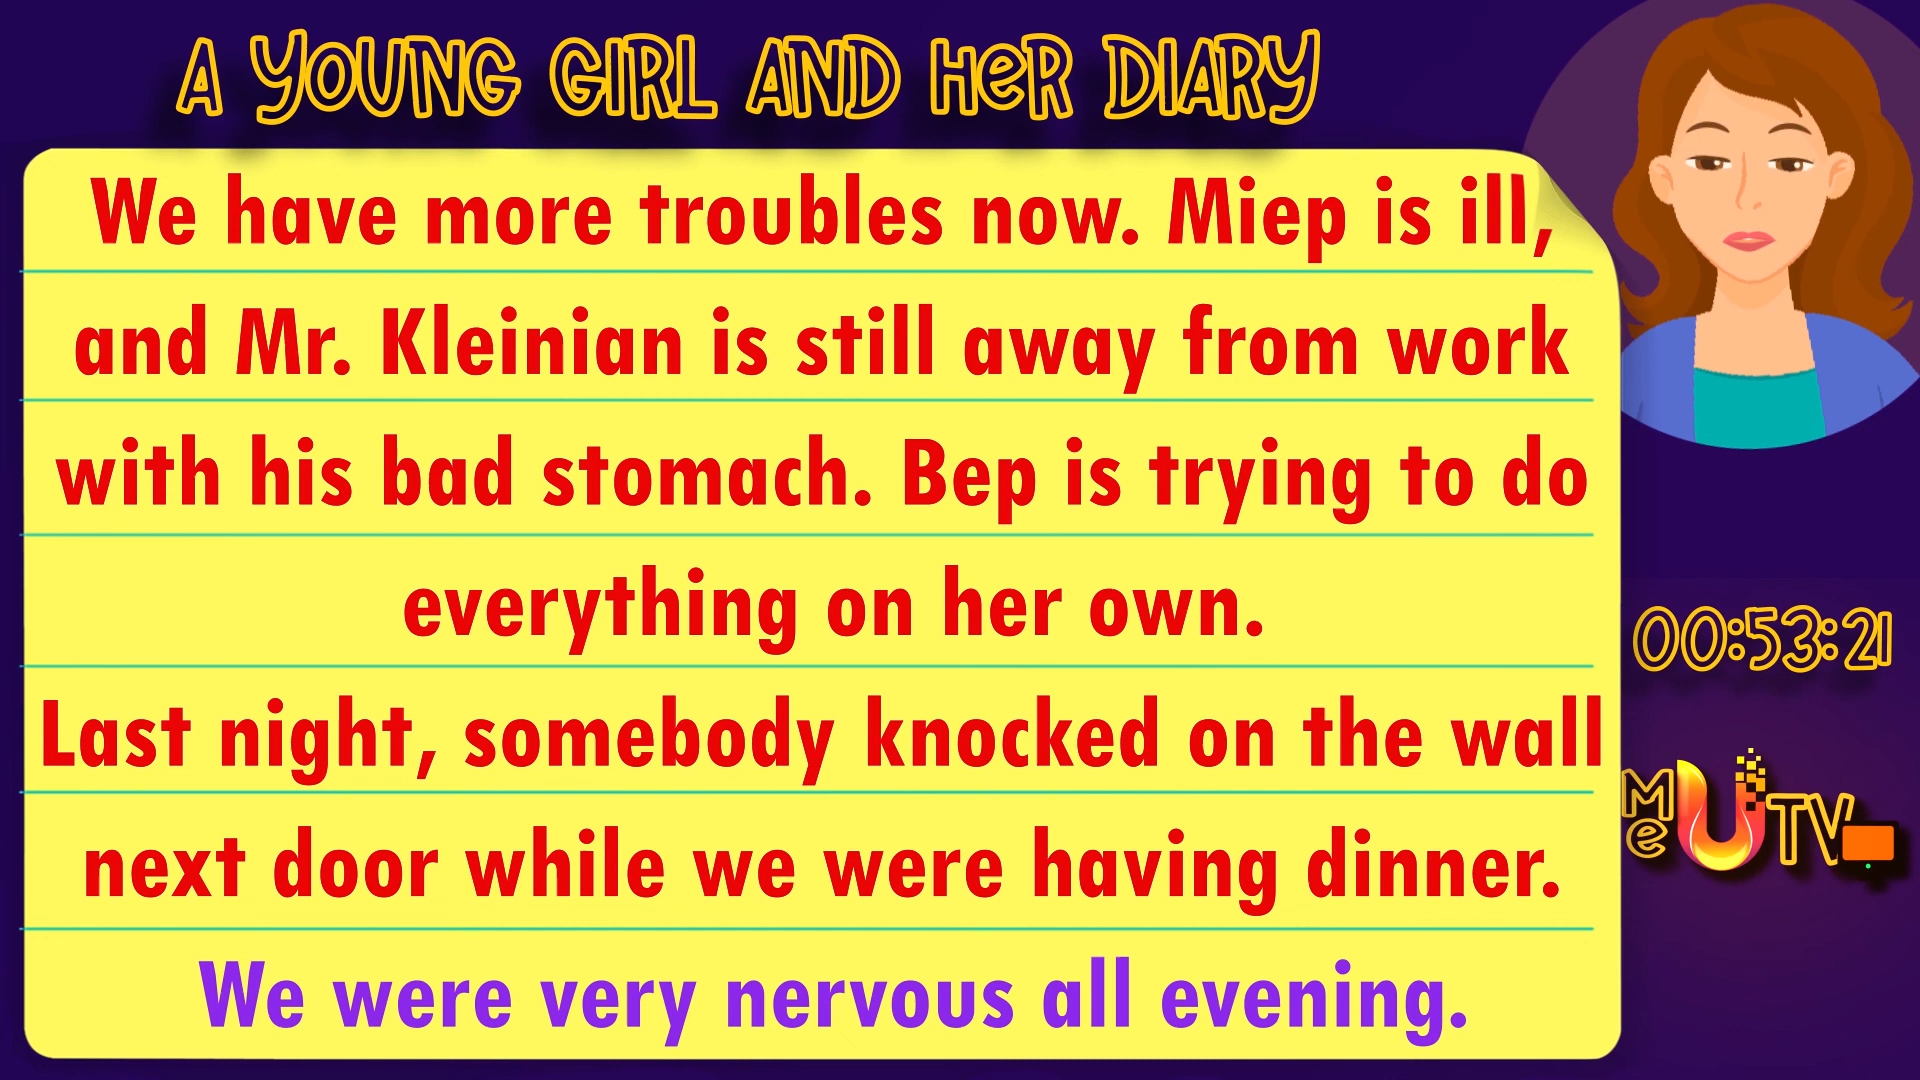 A YOUNG GIRL AND HER DIARY
We have more troubles now. Miep is ill,
and Mr. Kleinian is still away from work
with his bad stomach. Bep is trying to do
everything on her own.
Last night, somebody knocked on the wall
next door while we were having dinner.
We were very nervous all evening.
00:53:21
Me U TV